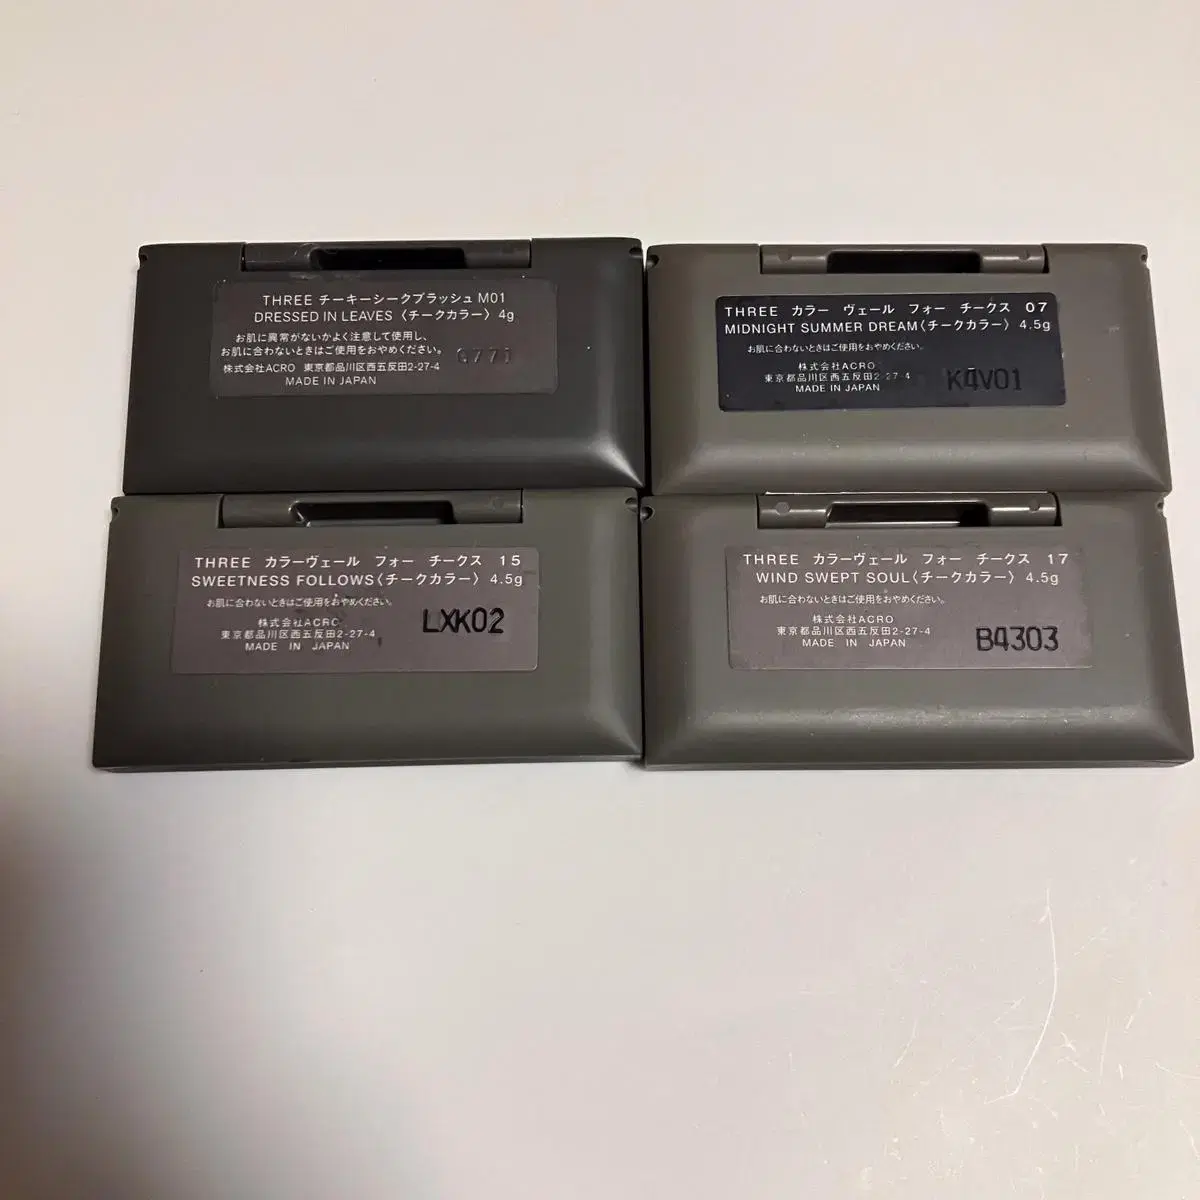 THREE チーキーシークブラッシュ M01
DRESSED IN LEAVES〈チークカラー〉4g
お肌に異常がないかよく注意して使用し、
お肌に合わないときはご使用をおやめください。
0771
株式会社ACRO 東京都品川区西五反田2-27-4
MADE IN JAPAN
THREE カラー ヴェール フォー チークス 07
MIDNIGHT SUMMER DREAM〈チークカラー〉4.5g
お肌に合わないときはご使用をおやめください。
株式会社ACRO
東京都品川区西五反田2-27-4
MADE IN JAPAN
K4V01
THREE カラーヴェール フォー チークス 15
SWEETNESS FOLLOWS〈チークカラー〉4.5g
お肌に合わないときはご使用をおやめください。
株式会社ACRO
東京都品川区西五反田2-27-4
MADE IN JAPAN
LXK02
THREE カラーヴェール フォー チークス 17
WIND SWEPT SOUL〈チークカラー〉4.5g
お肌に合わないときはご使用をおやめください。
株式会社ACRO
東京都品川区西五反田2-27-4
MADE IN JAPAN
B4303